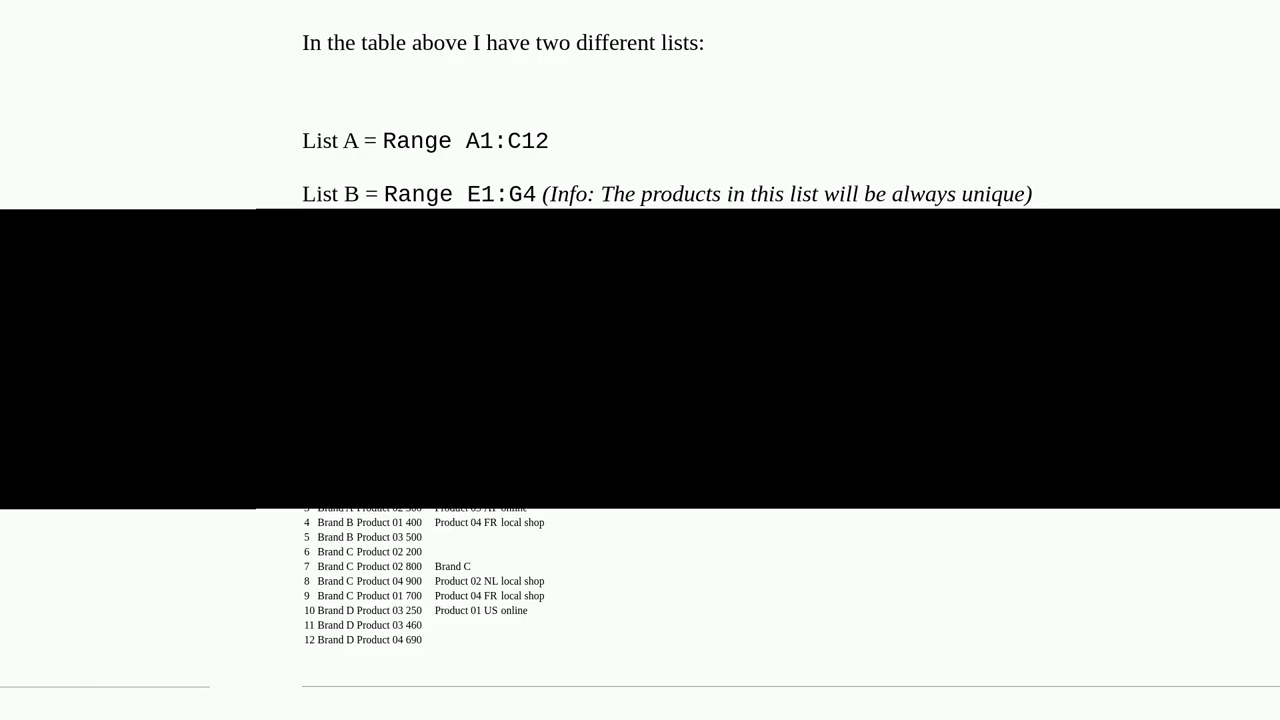 In the table above I have two different lists:
List A = Range A1:C12
List B = Range E1:G4 (Info: The products in this list will be always unique)
4 Brand B Product 01 400 Product 04 FR local shop
5 Brand B Product 03 500
6 Brand C Product 02 200
7 Brand C Product 02 800 Brand C
8 Brand C Product 04 900 Product 02 NL local shop
9 Brand C Product 01 700 Product 04 FR local shop
10 Brand D Product 03 250 Product 01 US online
11 Brand D Product 03 460
12 Brand D Product 04 690